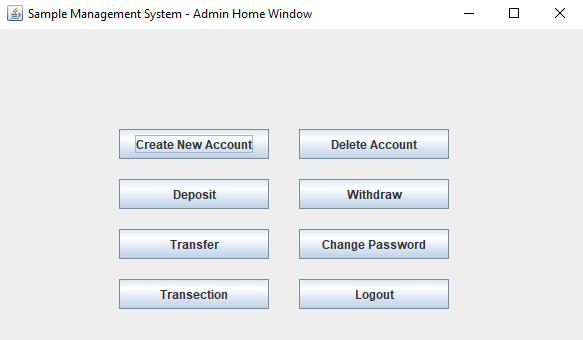 Sample Management System - Admin Home Window
Create New Account
Delete Account
Deposit
Withdraw
Transfer
Change Password
Transection
Logout